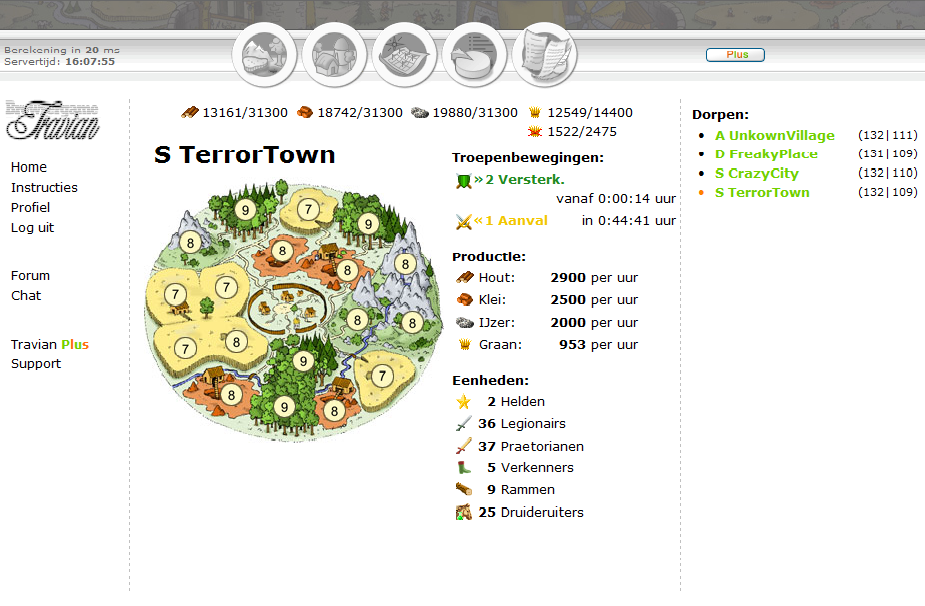 Berekening in 20 ms
Servertijd: 16:07:55
Plus
Travian
Home
Instructies
Profiel
Log uit
Forum
Chat
Travian Plus
Support
13161/31300 18742/31300 19880/31300 12549/14400
1522/2475
S TerrorTown
9
7
9
8
8
8
8
7
7
8
8
7
8
9
7
8
9
8
Troepenbewegingen:
»2 Versterk.
vanaf 0:00:14 uur
«1 Aanval in 0:44:41 uur
Productie:
Hout: 2900 per uur
Klei: 2500 per uur
IJzer: 2000 per uur
Graan: 953 per uur
Eenheden:
2 Helden
36 Legionairs
37 Praetorianen
5 Verkenners
9 Rammen
25 Druideruiters
Dorpen:
• A UnkownVillage (132|111)
• D FreakyPlace (131|109)
• S CrazyCity (132|110)
• S TerrorTown (132|109)